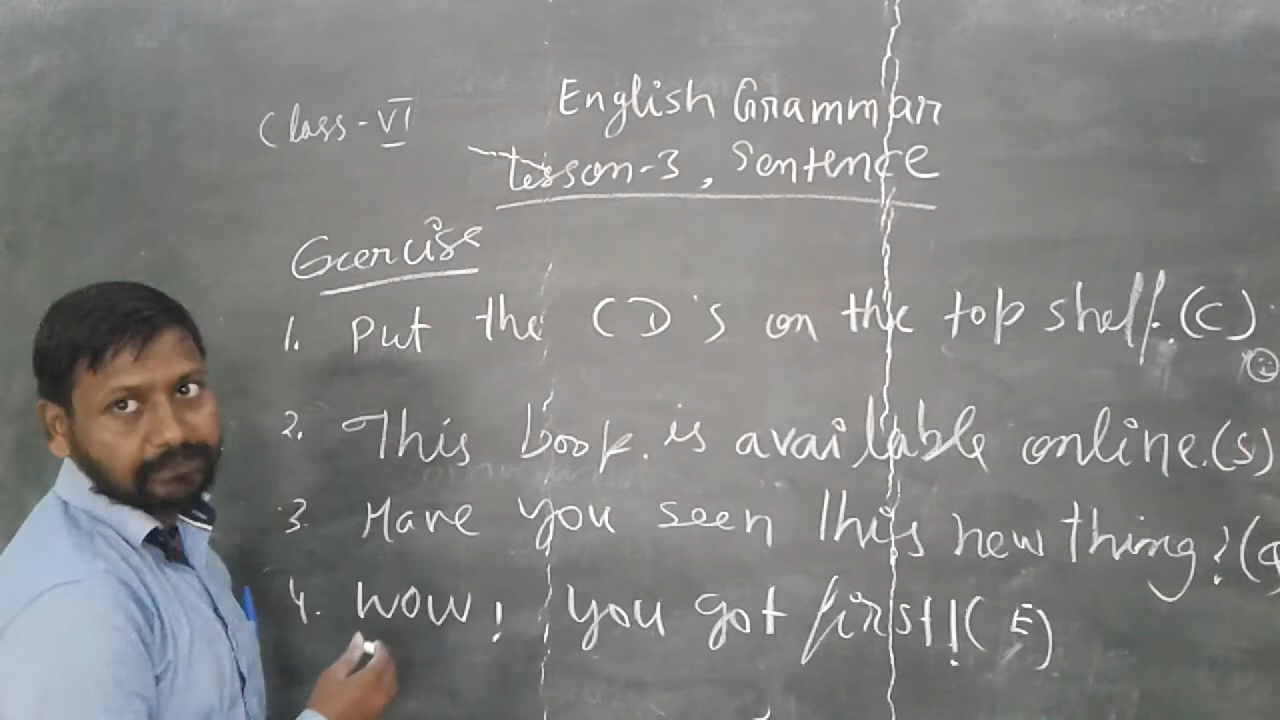 Class-VI
English Grammar
Lesson-3, Sentence
Exercise
1. Put the CD's on the top shelf. (C)
2. This book. is available online. (S)
3. Have you seen this new thing? (Q
4. Wow! you got first! (E)